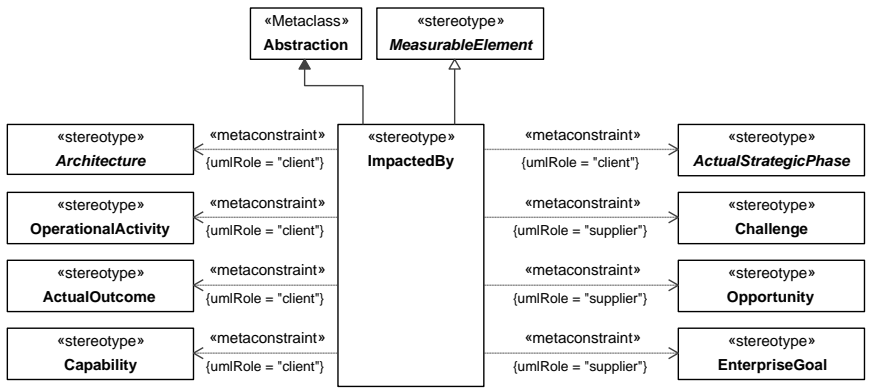 «Metaclass»
Abstraction
«stereotype»
MeasurableElement
«stereotype»
Architecture
«metaconstraint»
{umlRole = "client"}
«stereotype»
ImpactedBy
«metaconstraint»
{umlRole = "client"}
«stereotype»
ActualStrategicPhase
«stereotype»
OperationalActivity
«metaconstraint»
{umlRole = "client"}
«metaconstraint»
{umlRole = "supplier"}
«stereotype»
Challenge
«stereotype»
ActualOutcome
«metaconstraint»
{umlRole = "client"}
«metaconstraint»
{umlRole = "supplier"}
«stereotype»
Opportunity
«stereotype»
Capability
«metaconstraint»
{umlRole = "client"}
«metaconstraint»
{umlRole = "supplier"}
«stereotype»
EnterpriseGoal